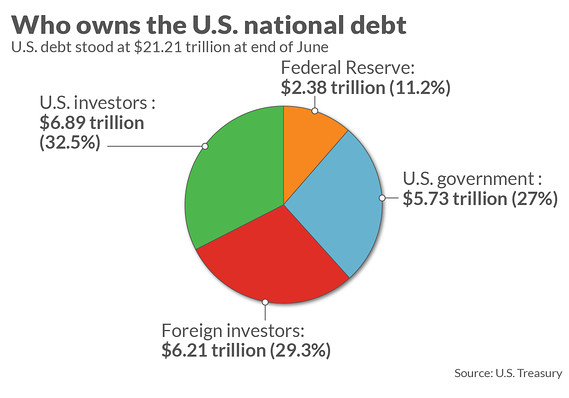 Who owns the U.S. national debt
U.S. debt stood at $21.21 trillion at end of June
Federal Reserve:
$2.38 trillion (11.2%)
U.S. investors :
$6.89 trillion
(32.5%)
U.S. government :
$5.73 trillion (27%)
Foreign investors:
$6.21 trillion (29.3%)
Source: U.S. Treasury